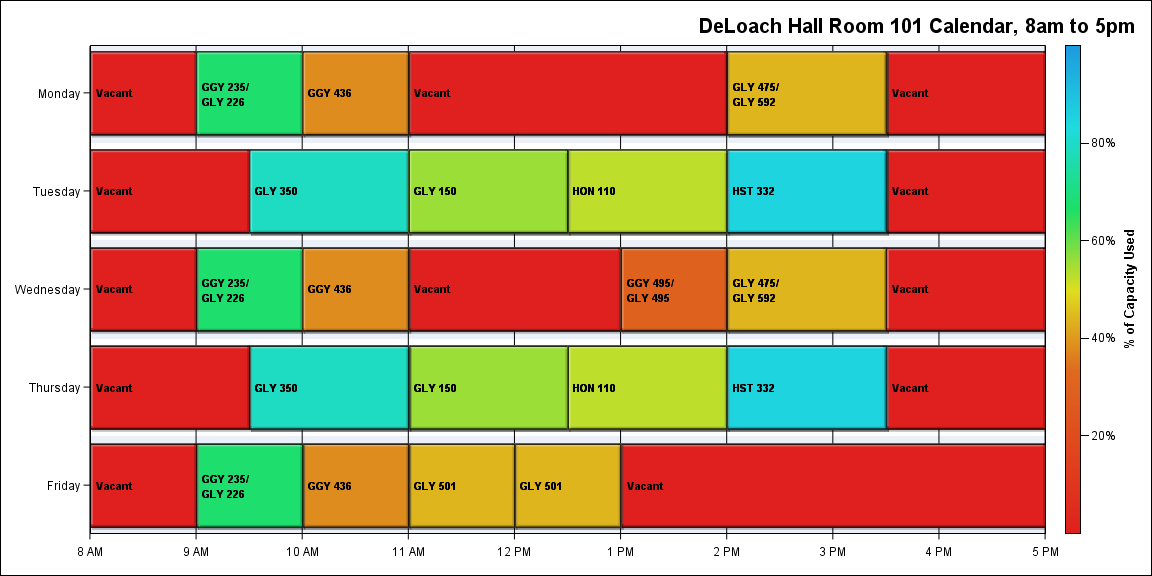 DeLoach Hall Room 101 Calendar, 8am to 5pm
Monday
Vacant
GGY 235/
GLY 226
GGY 436
Vacant
GLY 475/
GLY 592
Vacant
Tuesday
Vacant
GLY 350
GLY 150
HON 110
HST 332
Vacant
Wednesday
Vacant
GGY 235/
GLY 226
GGY 436
Vacant
GGY 495/
GLY 495
GLY 475/
GLY 592
Vacant
Thursday
Vacant
GLY 350
GLY 150
HON 110
HST 332
Vacant
Friday
Vacant
GGY 235/
GLY 226
GGY 436
GLY 501
GLY 501
Vacant
8 AM
9 AM
10 AM
11 AM
12 PM
1 PM
2 PM
3 PM
4 PM
5 PM
80%
60%
40%
20%
% of Capacity Used